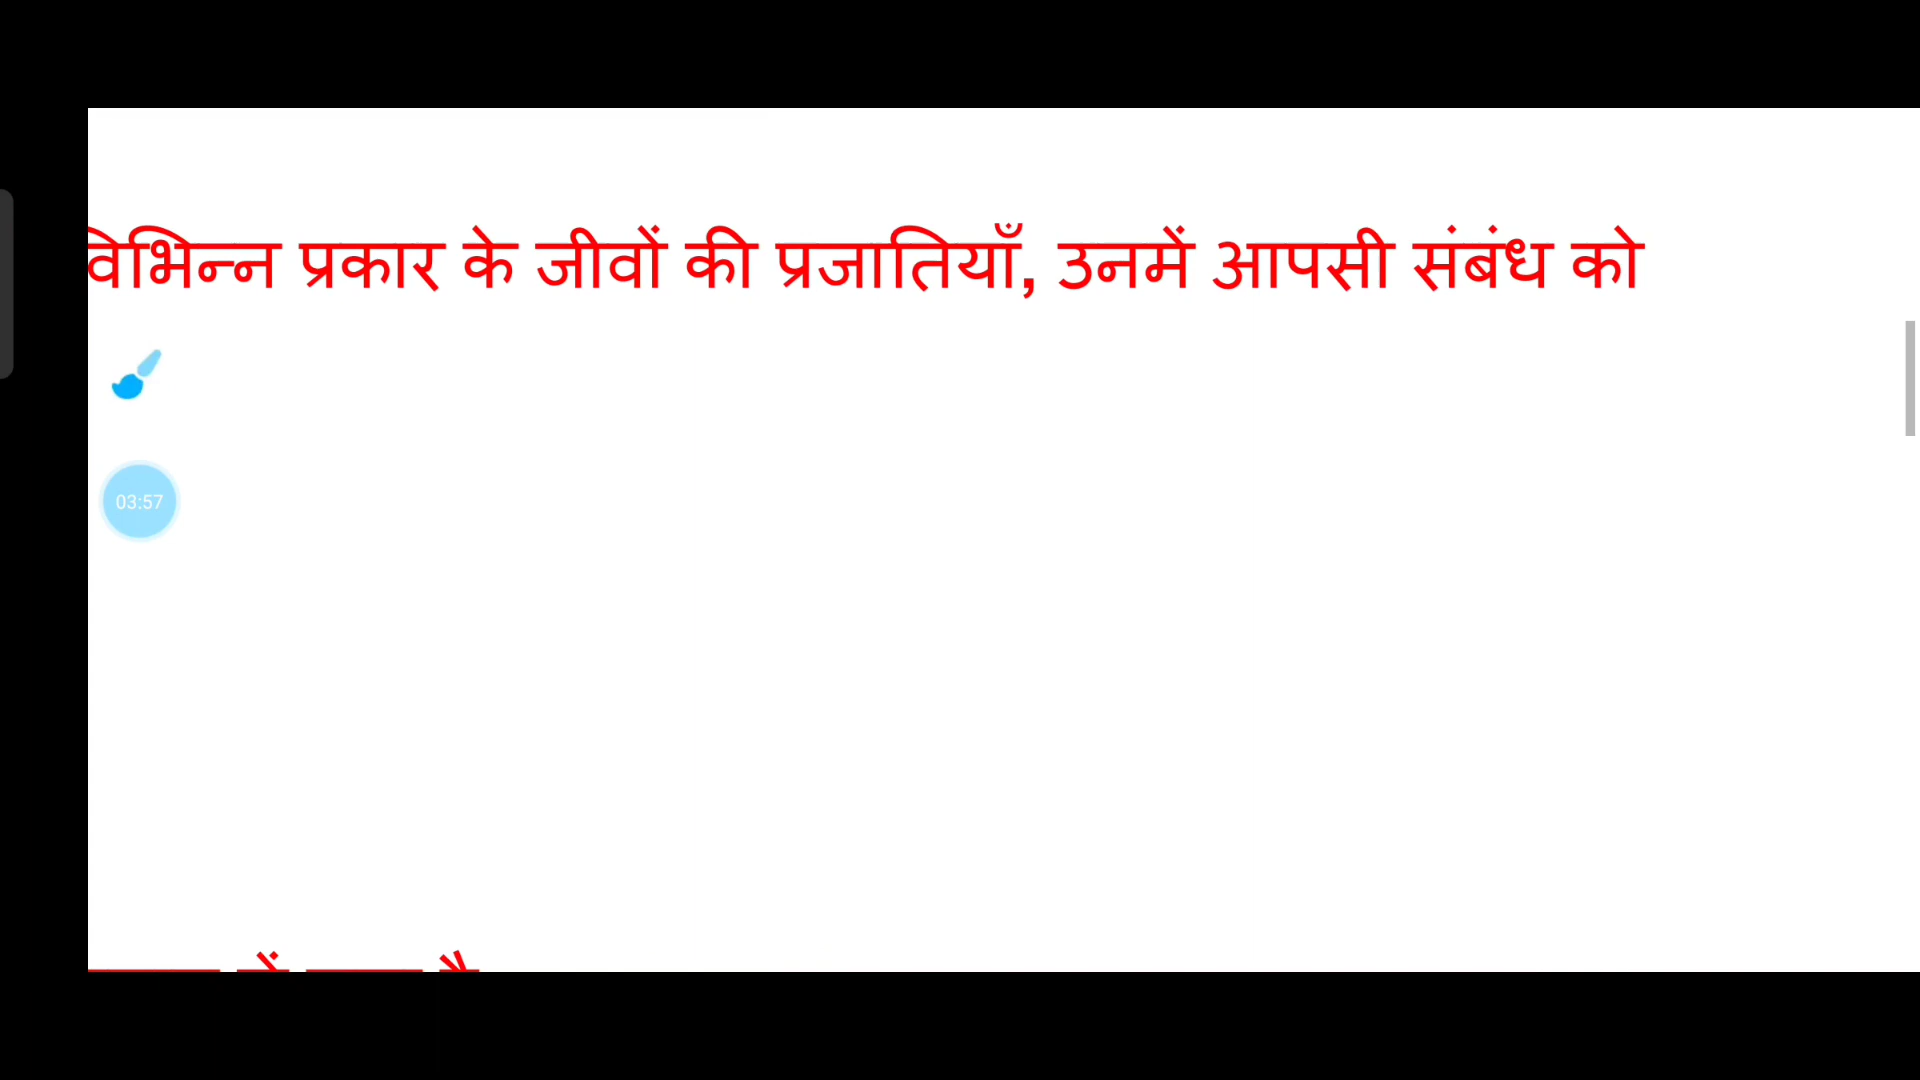 विभिन्न प्रकार के जीवों की प्रजातियाँ, उनमें आपसी संबंध को
03:57